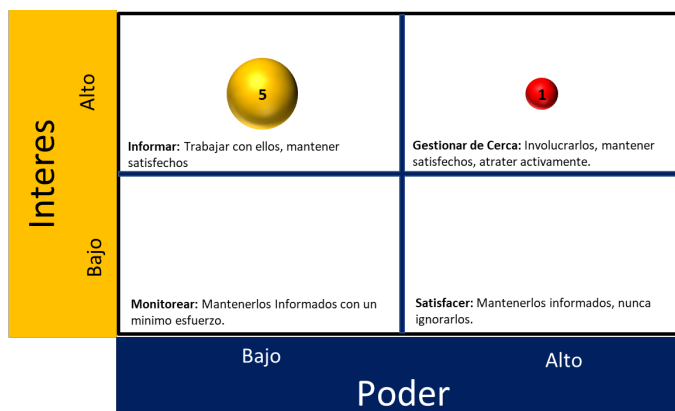 Interes
Alto
Bajo
5
Informar: Trabajar con ellos, mantener
satisfechos
1
Gestionar de Cerca: Involucrarlos, mantener
satisfechos, atrater activamente.
Monitorear: Mantenerlos Informados con un
minimo esfuerzo.
Satisfacer: Mantenerlos informados, nunca
ignorarlos.
Bajo
Alto
Poder